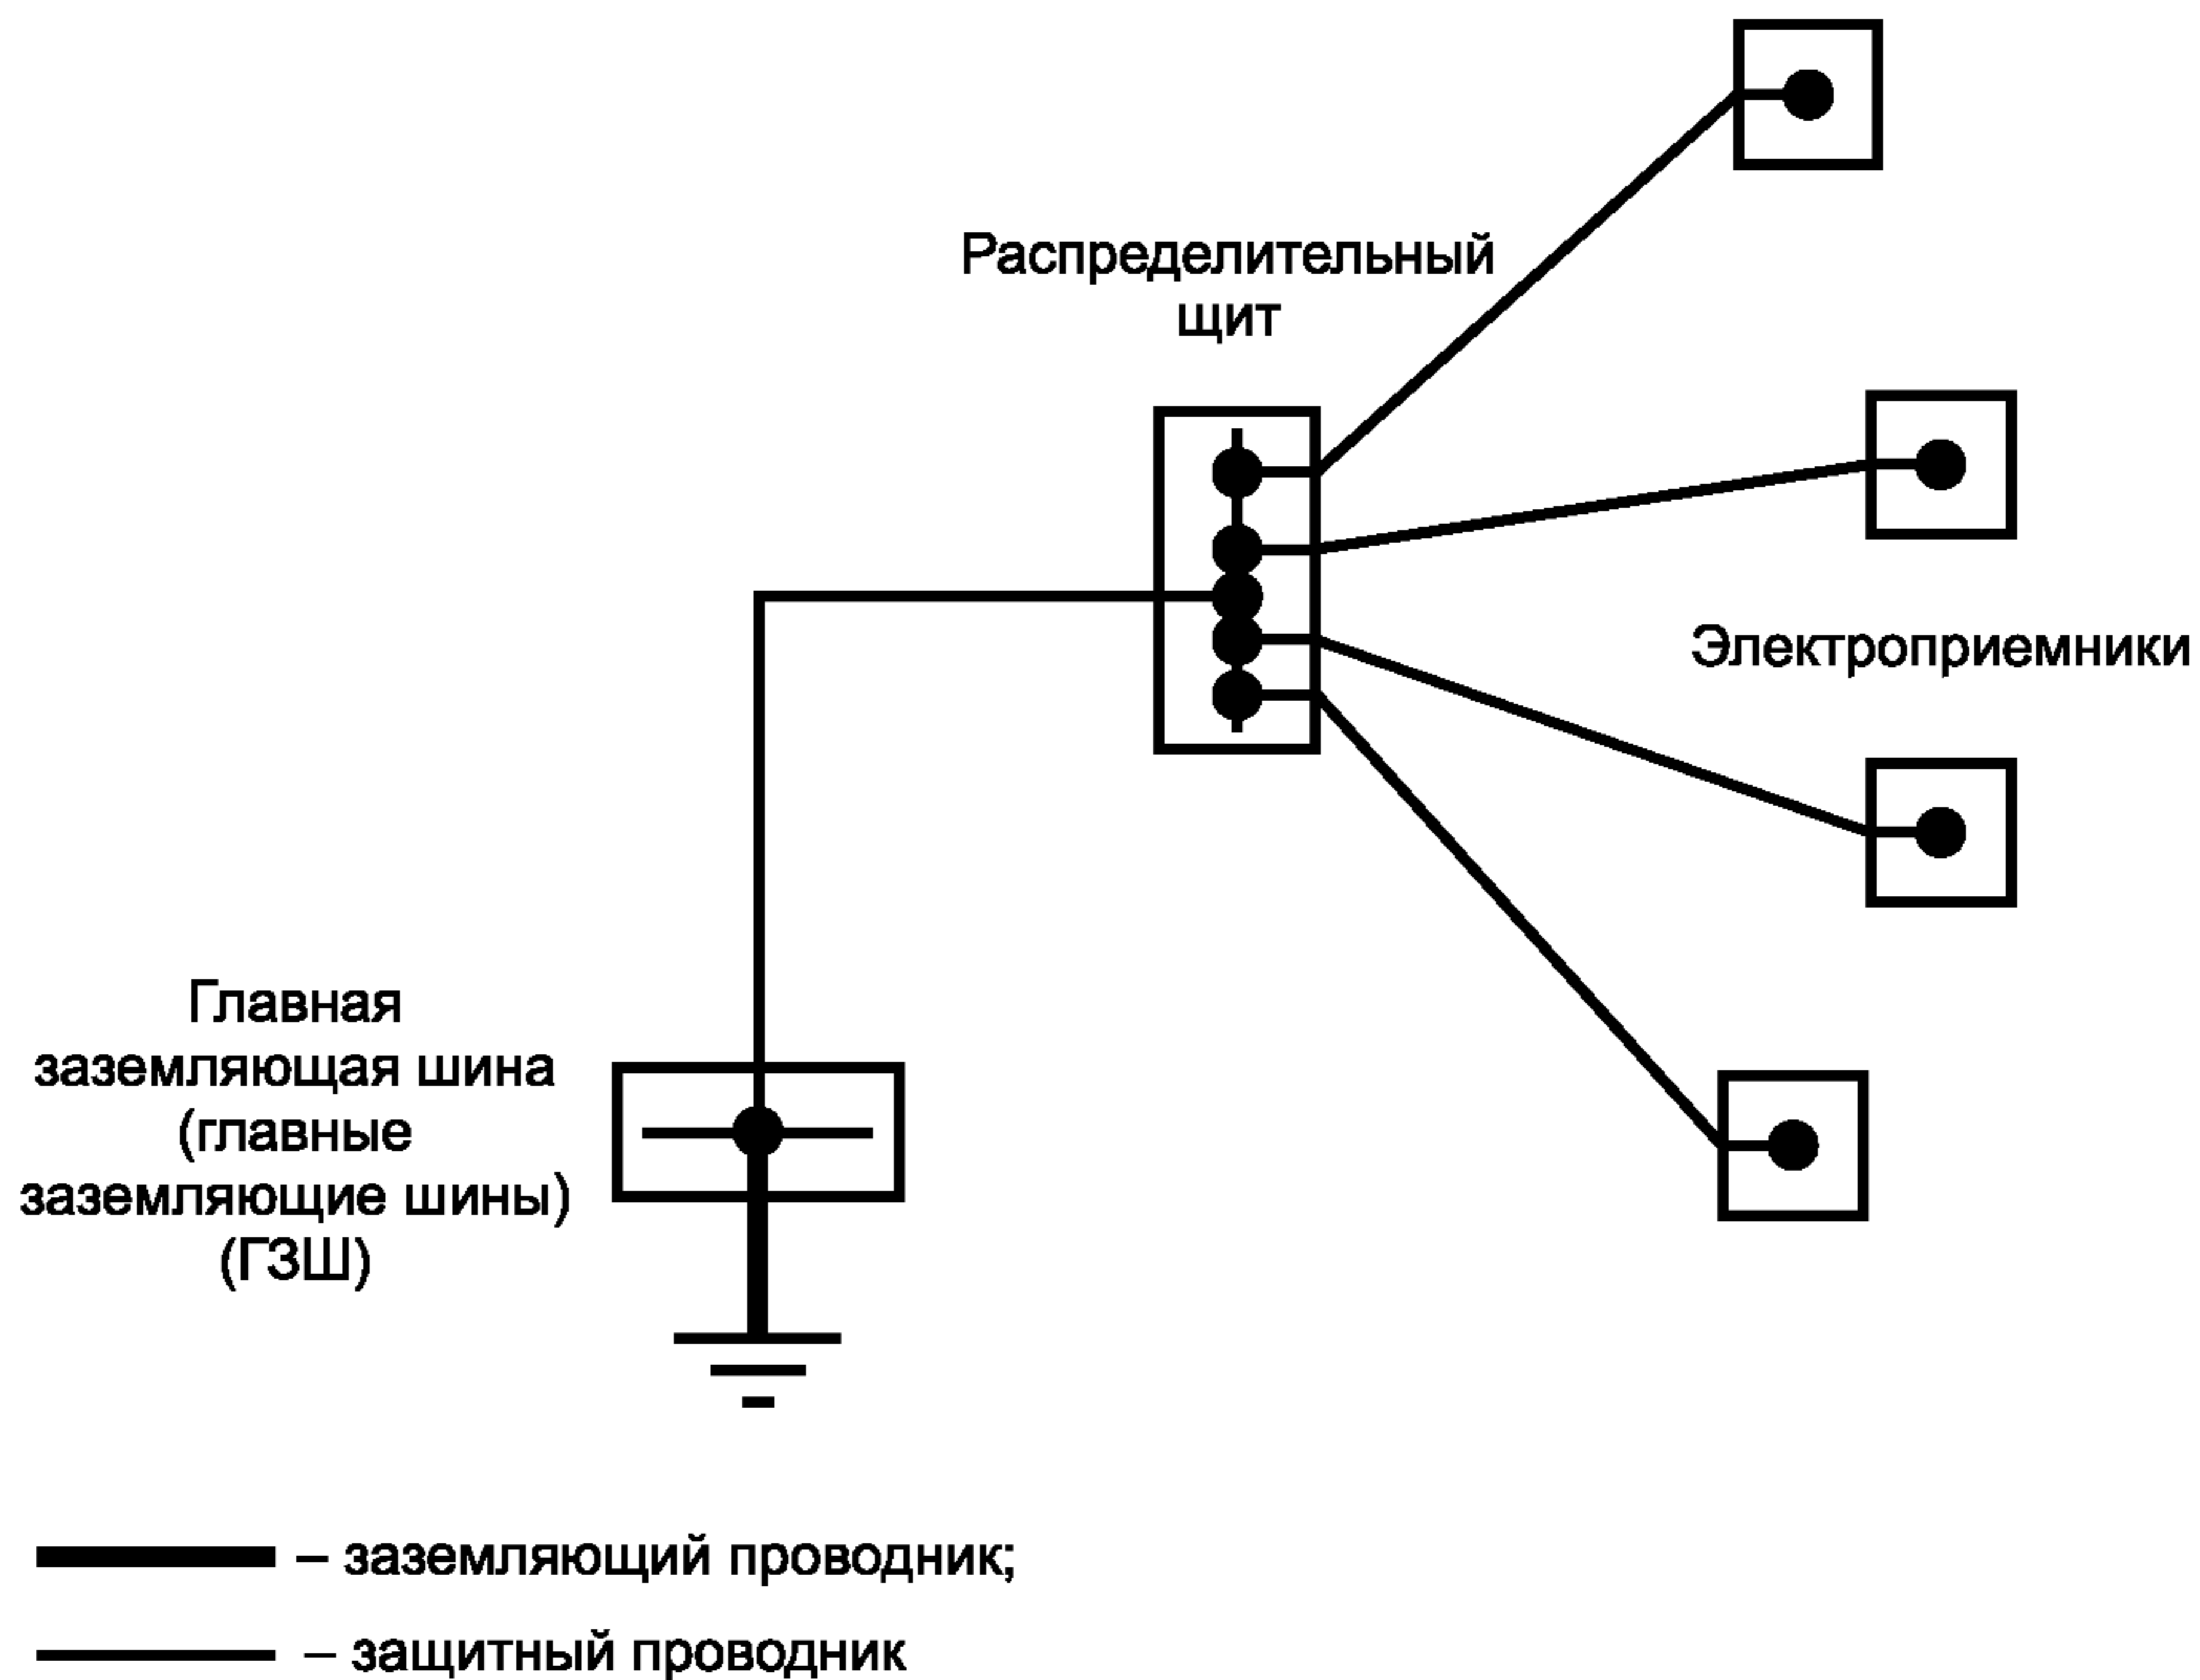 Распределительный
щит
Электроприемники
Главная
заземляющая шина
(главные
заземляющие шины)
(ГЗШ)
– заземляющий проводник;
– защитный проводник